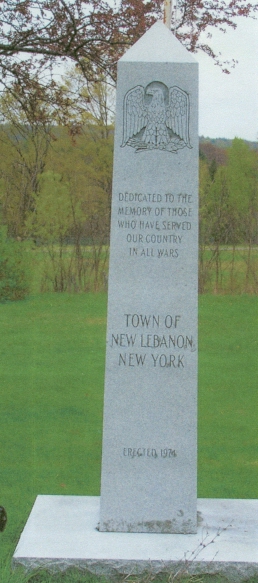 DEDICATED TO THE
MEMORY OF THOSE
WHO HAVE SERVED
OUR COUNTRY
IN ALL WARS
TOWN OF
NEW LEBANON,
NEW YORK
ERECTED, 1974